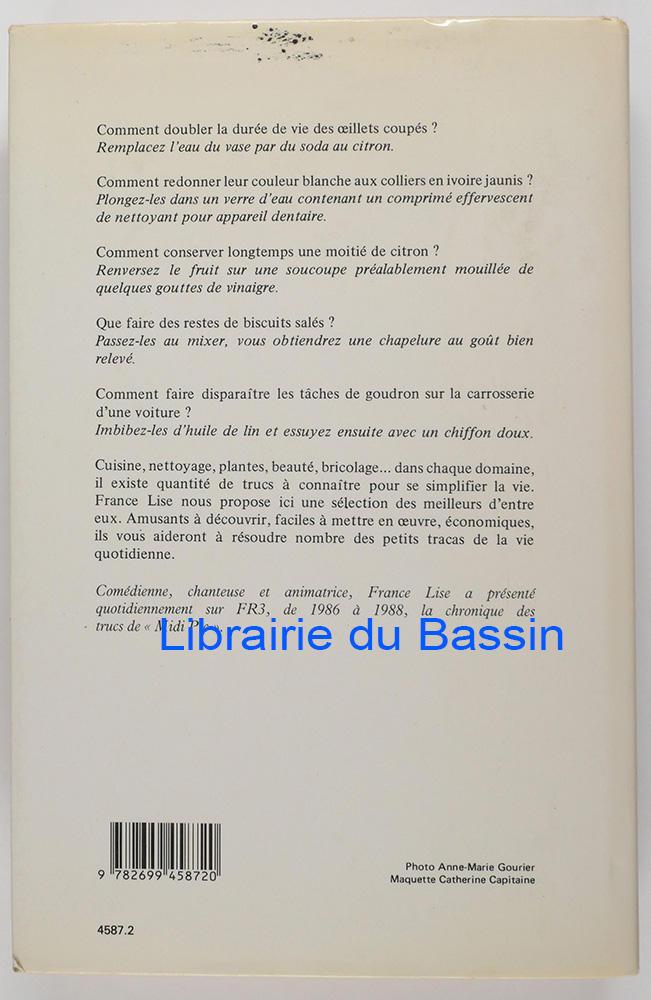 Comment doubler la durée de vie des œillets coupés ?
Remplacez l'eau du vase par du soda au citron.
Comment redonner leur couleur blanche aux colliers en ivoire jaunis ?
Plongez-les dans un verre d'eau contenant un comprimé effervescent
de nettoyant pour appareil dentaire.
Comment conserver longtemps une moitié de citron ?
Renversez le fruit sur une soucoupe préalablement mouillée de
quelques gouttes de vinaigre.
Que faire des restes de biscuits salés ?
Passez-les au mixer, vous obtiendrez une chapelure au goût bien
relevé.
Comment faire disparaître les tâches de goudron sur la carrosserie
d'une voiture ?
Imbibez-les d'huile de lin et essuyez ensuite avec un chiffon doux.
Cuisine, nettoyage, plantes, beauté, bricolage... dans chaque domaine,
il existe quantité de trucs à connaître pour se simplifier la vie.
France Lise nous propose ici une sélection des meilleurs d'entre
eux. Amusants à découvrir, faciles à mettre en œuvre, économiques,
ils vous aideront à résoudre nombre des petits tracas de la vie
quotidienne.
Comédienne, chanteuse et animatrice, France Lise a présenté
quotidiennement sur FR3, de 1986 à 1988, la chronique des
trucs de « Midi ».
Librairie du Bassin
9 782699 458720
Photo Anne-Marie Gourier
Maquette Catherine Capitaine
4587.2